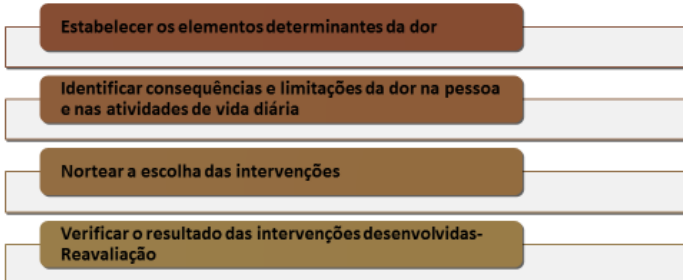 Estabelecer os elementos determinantes da dor
Identificar consequências e limitações da dor na pessoa
e nas atividades de vida diária
Nortear a escolha das intervenções
Verificar o resultado das intervenções desenvolvidas-
Reavaliação